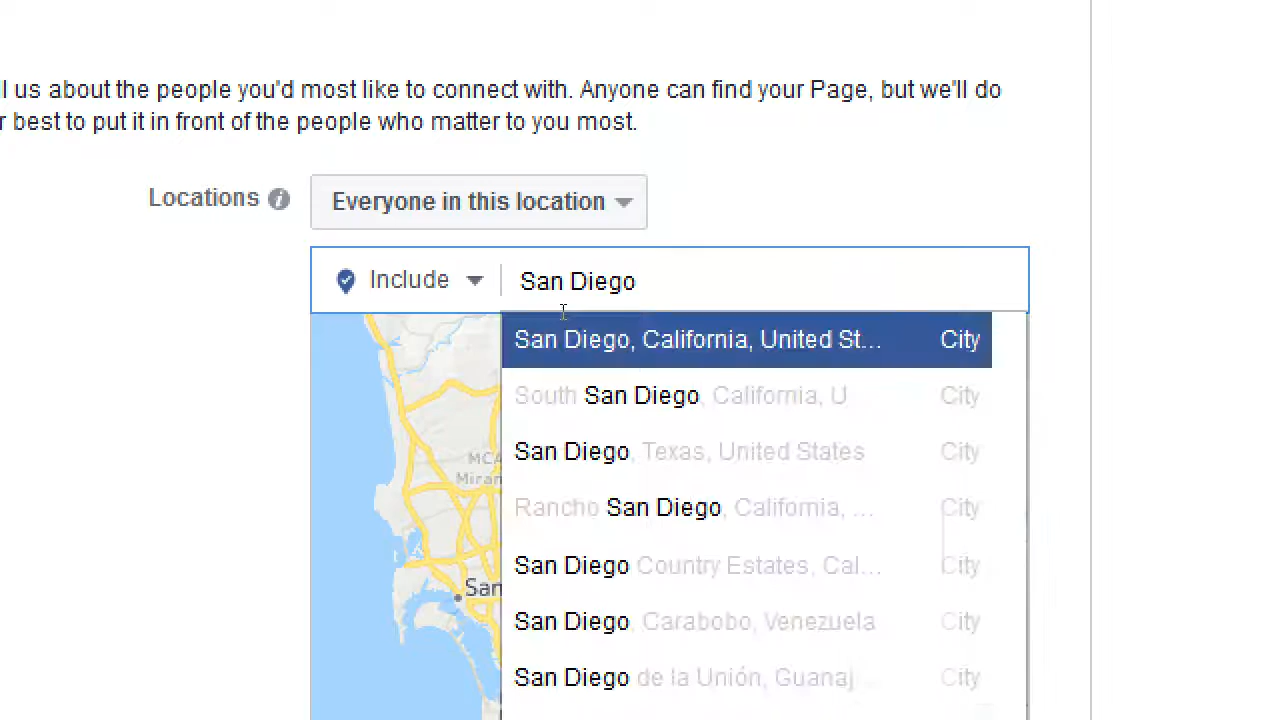 l us about the people you'd most like to connect with. Anyone can find your Page, but we'll do
r best to put it in front of the people who matter to you most.
Locations i Everyone in this location
Include San Diego
San Diego, California, United St... City
South San Diego, California, U City
San Diego, Texas, United States City
Rancho San Diego, California, ... City
San Diego Country Estates, Cal... City
San Diego, Carabobo, Venezuela City
San Diego de la Unión, Guanaj... City
MCA
Miran
San